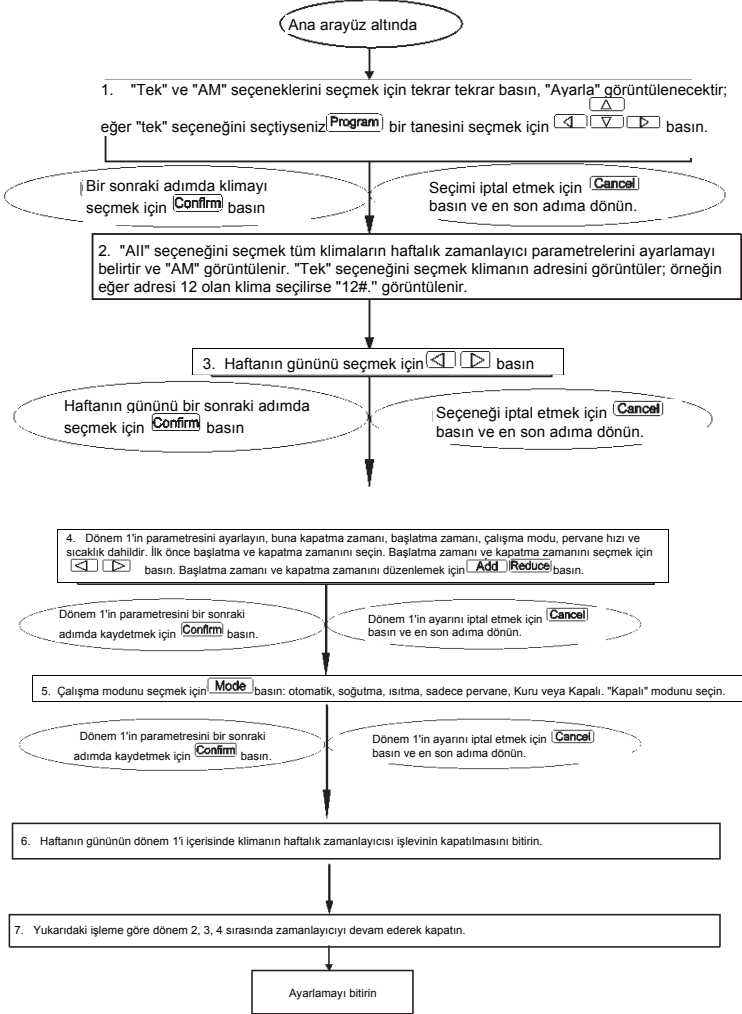 Ana arayüz altında
1. "Tek" ve "AM" seçeneklerini seçmek için tekrar tekrar basın, "Ayarla" görüntülenecektir;
eğer "tek" seçeneğini seçtiyseniz Program bir tanesini seçmek için basın.
Bir sonraki adımda klimayı
seçmek için Confirm basın
Seçimi iptal etmek için Cancel
basın ve en son adıma dönün.
2. "All" seçeneğini seçmek tüm klimaların haftalık zamanlayıcı parametrelerini ayarlamayı
belirtir ve "AM" görüntülenir. "Tek" seçeneğini seçmek klimanın adresini görüntüler; örneğin
eğer adresi 12 olan klima seçilirse "12#." görüntülenir.
3. Haftanın gününü seçmek için basın
Haftanın gününü bir sonraki adımda
seçmek için Confirm basın
Seçeneği iptal etmek için Cancel
basın ve en son adıma dönün.
4. Dönem 1'in parametresini ayarlayın, buna kapatma zamanı, başlatma zamanı, çalışma modu, pervane hızı ve
sıcaklık dahildir. İlk önce başlatma ve kapatma zamanını seçin. Başlatma zamanı ve kapatma zamanını seçmek için
basın. Başlatma zamanı ve kapatma zamanını düzenlemek için Add Reduce basın.
Dönem 1'in parametresini bir sonraki
adımda kaydetmek için Confirm basın.
Dönem 1'in ayarını iptal etmek için Cancel
basın ve en son adıma dönün.
5. Çalışma modunu seçmek için Mode basın: otomatik, soğutma, ısıtma, sadece pervane, Kuru veya Kapalı. "Kapalı" modunu seçin.
Dönem 1'in parametresini bir sonraki
adımda kaydetmek için Confirm basın.
Dönem 1'in ayarını iptal etmek için Cancel
basın ve en son adıma dönün.
6. Haftanın gününün dönem 1'i içerisinde klimanın haftalık zamanlayıcısı işlevinin kapatılmasını bitirin.
7. Yukarıdaki işleme göre dönem 2, 3, 4 sırasında zamanlayıcıyı devam ederek kapatın.
Ayarlamayı bitirin